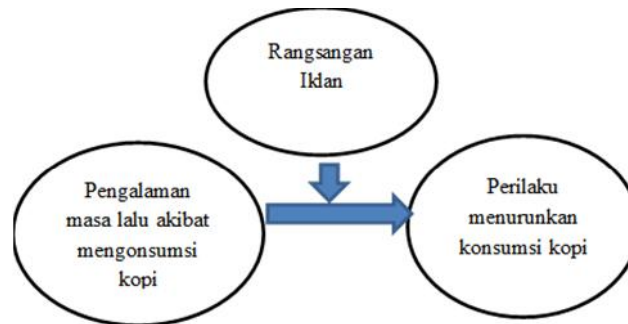 Rangsangan
Iklan
Pengalaman
masa lalu akibat
mengonsumsi
kopi
Perilaku
menurunkan
konsumsi kopi